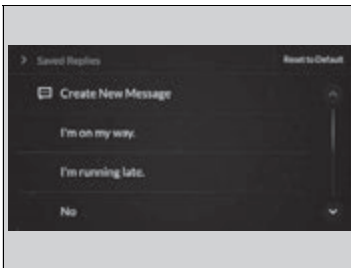 > Saved Replies
Reset to Default
Create New Message
I'm on my way.
I'm running late.
No